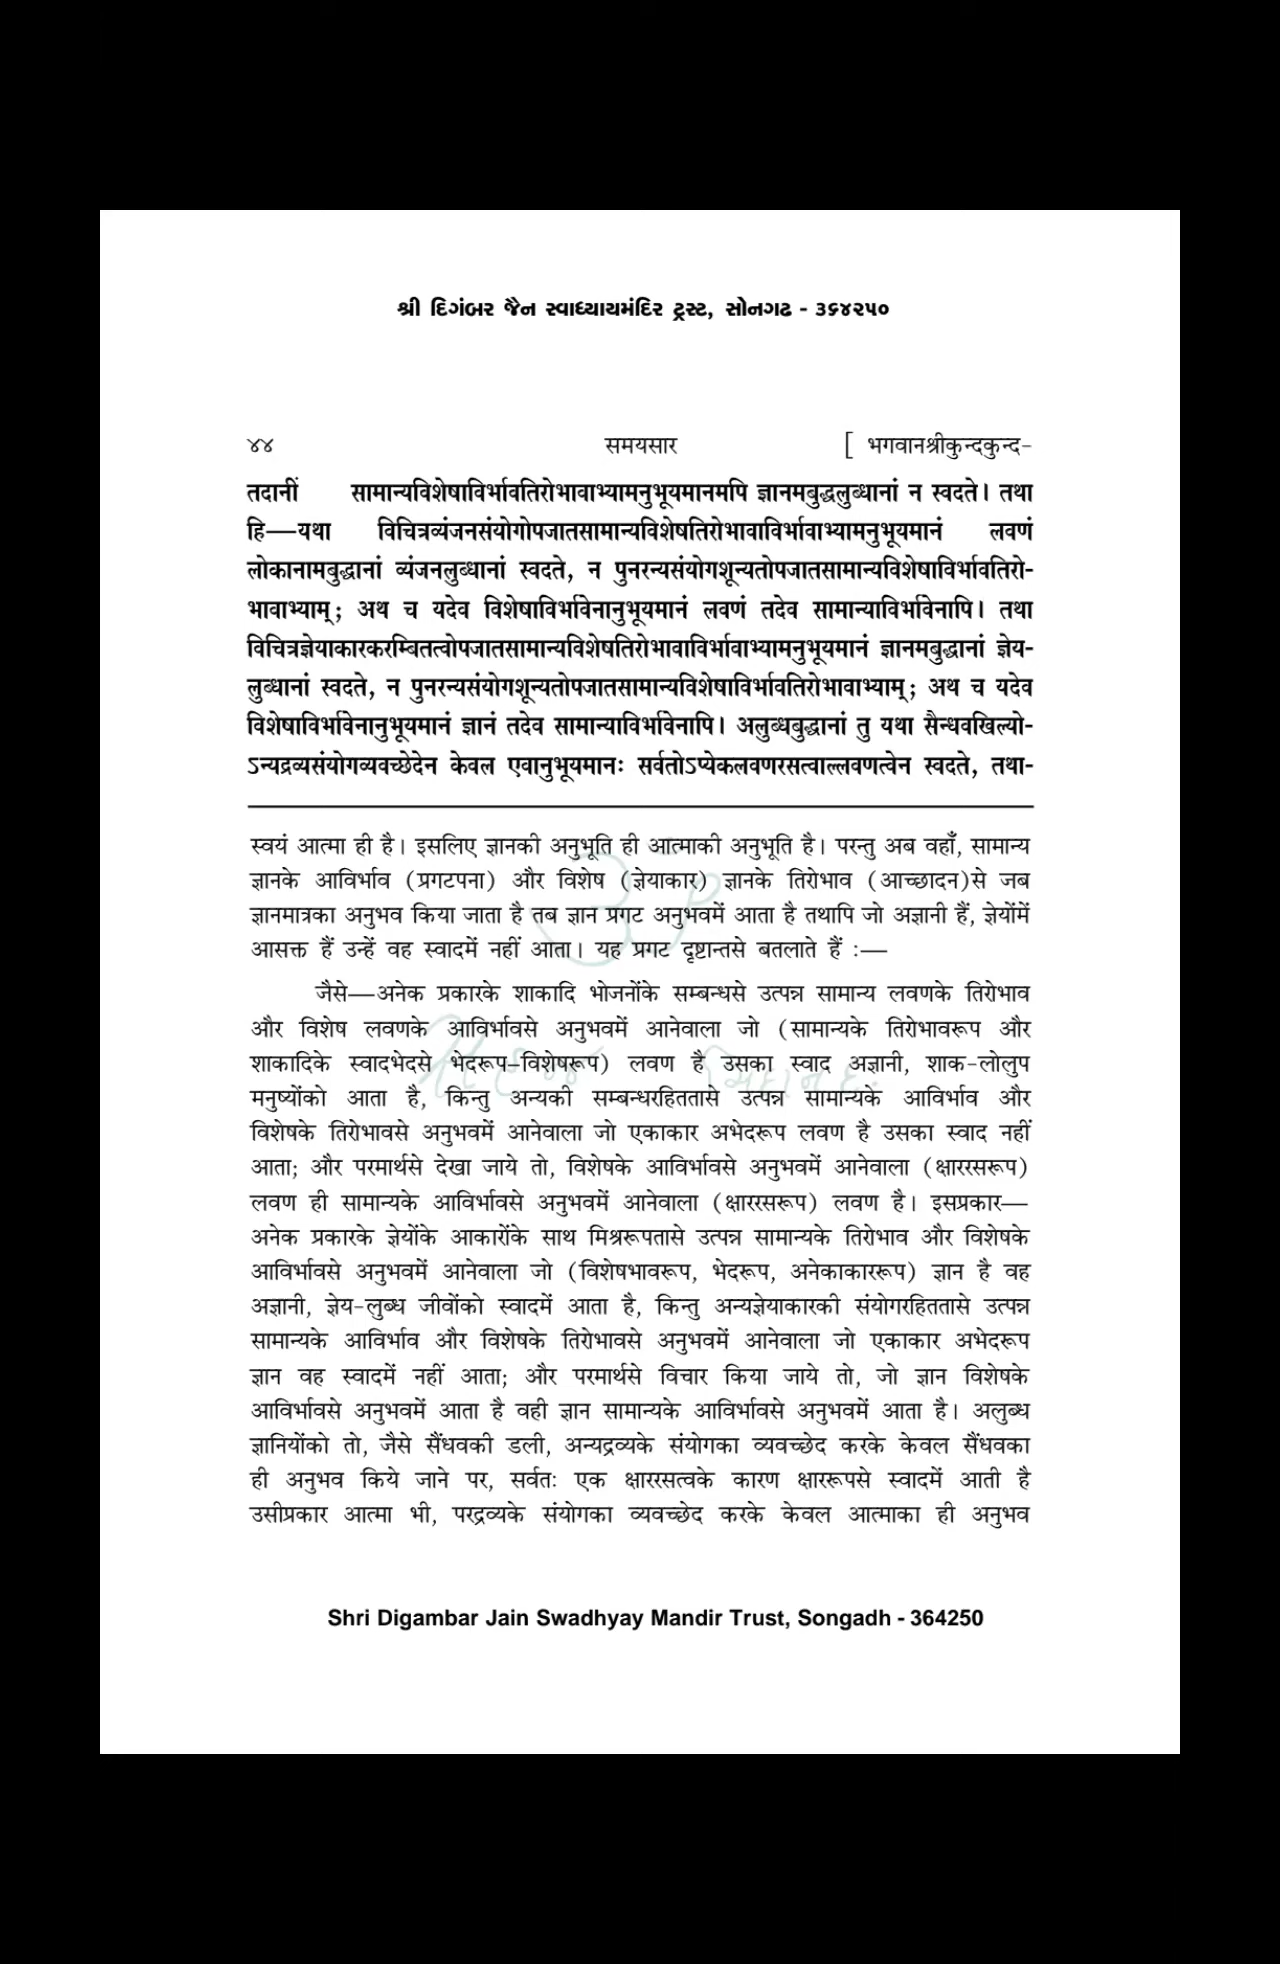 શ્રી દિગંબર જૈન સ્વાધ્યાયમંદિર ટ્રસ્ટ, સોનગઢ - ૩૬૪૨૫૦
४४ समयसार [ भगवानश्रीकुन्दकुन्द-
तदानीं सामान्यविशेषाविर्भावतिरोभावाभ्यामनुभूयमानमपि ज्ञानमबुद्धलुब्धानां न स्वदते। तथा
हि—यथा विचित्रव्यंजनसंयोगोपजातसामान्यविशेषतिरोभावाविर्भावाभ्यामनुभूयमानं लवणं
लोकानामबुद्धानां व्यंजनलुब्धानां स्वदते, न पुनरन्यसंयोगशून्यतोपजातसामान्यविशेषाविर्भावतिरो-
भावाभ्याम्; अथ च यदेव विशेषाविर्भावेनानुभूयमानं लवणं तदेव सामान्याविर्भावेनापि। तथा
विचित्रज्ञेयाकारकरम्बितत्वोपजातसामान्यविशेषतिरोभावाविर्भावाभ्यामनुभूयमानं ज्ञानमबुद्धानां ज्ञेय-
लुब्धानां स्वदते, न पुनरन्यसंयोगशून्यतोपजातसामान्यविशेषाविर्भावतिरोभावाभ्याम्; अथ च यदेव
विशेषाविर्भावेनानुभूयमानं ज्ञानं तदेव सामान्याविर्भावेनापि। अलुब्धबुद्धानां तु यथा सैन्धवखिल्यो-
ऽन्यद्रव्यसंयोगव्यवच्छेदेन केवल एवानुभूयमानः सर्वतोऽप्येकलवणरसत्वाल्लवणत्वेन स्वदते, तथा-
स्वयं आत्मा ही है। इसलिए ज्ञानकी अनुभूति ही आत्माकी अनुभूति है। परन्तु अब वहाँ, सामान्य
ज्ञानके आविर्भाव (प्रगटपना) और विशेष (ज्ञेयाकार) ज्ञानके तिरोभाव (आच्छादन)से जब
ज्ञानमात्रका अनुभव किया जाता है तब ज्ञान प्रगट अनुभवमें आता है तथापि जो अज्ञानी हैं, ज्ञेयोंमें
आसक्त हैं उन्हें वह स्वादमें नहीं आता। यह प्रगट दृष्टान्तसे बतलाते हैं :—
जैसे—अनेक प्रकारके शाकादि भोजनोंके सम्बन्धसे उत्पन्न सामान्य लवणके तिरोभाव
और विशेष लवणके आविर्भावसे अनुभवमें आनेवाला जो (सामान्यके तिरोभावरूप और
शाकादिके स्वादभेदसे भेदरूप-विशेषरूप) लवण है उसका स्वाद अज्ञानी, शाक-लोलुप
मनुष्योंको आता है, किन्तु अन्यकी सम्बन्धरहिततासे उत्पन्न सामान्यके आविर्भाव और
विशेषके तिरोभावसे अनुभवमें आनेवाला जो एकाकार अभेदरूप लवण है उसका स्वाद नहीं
आता; और परमार्थसे देखा जाये तो, विशेषके आविर्भावसे अनुभवमें आनेवाला (क्षाररसरूप)
लवण ही सामान्यके आविर्भावसे अनुभवमें आनेवाला (क्षाररसरूप) लवण है। इसप्रकार—
अनेक प्रकारके ज्ञेयोंके आकारोंके साथ मिश्ररूपतासे उत्पन्न सामान्यके तिरोभाव और विशेषके
आविर्भावसे अनुभवमें आनेवाला जो (विशेषभावरूप, भेदरूप, अनेकाकाररूप) ज्ञान है वह
अज्ञानी, ज्ञेय-लुब्ध जीवोंको स्वादमें आता है, किन्तु अन्यज्ञेयाकारकी संयोगरहिततासे उत्पन्न
सामान्यके आविर्भाव और विशेषके तिरोभावसे अनुभवमें आनेवाला जो एकाकार अभेदरूप
ज्ञान वह स्वादमें नहीं आता; और परमार्थसे विचार किया जाये तो, जो ज्ञान विशेषके
आविर्भावसे अनुभवमें आता है वही ज्ञान सामान्यके आविर्भावसे अनुभवमें आता है। अलुब्ध
ज्ञानियोंको तो, जैसे सैंधवकी डली, अन्यद्रव्यके संयोगका व्यवच्छेद करके केवल सैंधवका
ही अनुभव किये जाने पर, सर्वतः एक क्षाररसत्वके कारण क्षाररूपसे स्वादमें आती है
उसीप्रकार आत्मा भी, परद्रव्यके संयोगका व्यवच्छेद करके केवल आत्माका ही अनुभव
Shri Digambar Jain Swadhyay Mandir Trust, Songadh - 364250